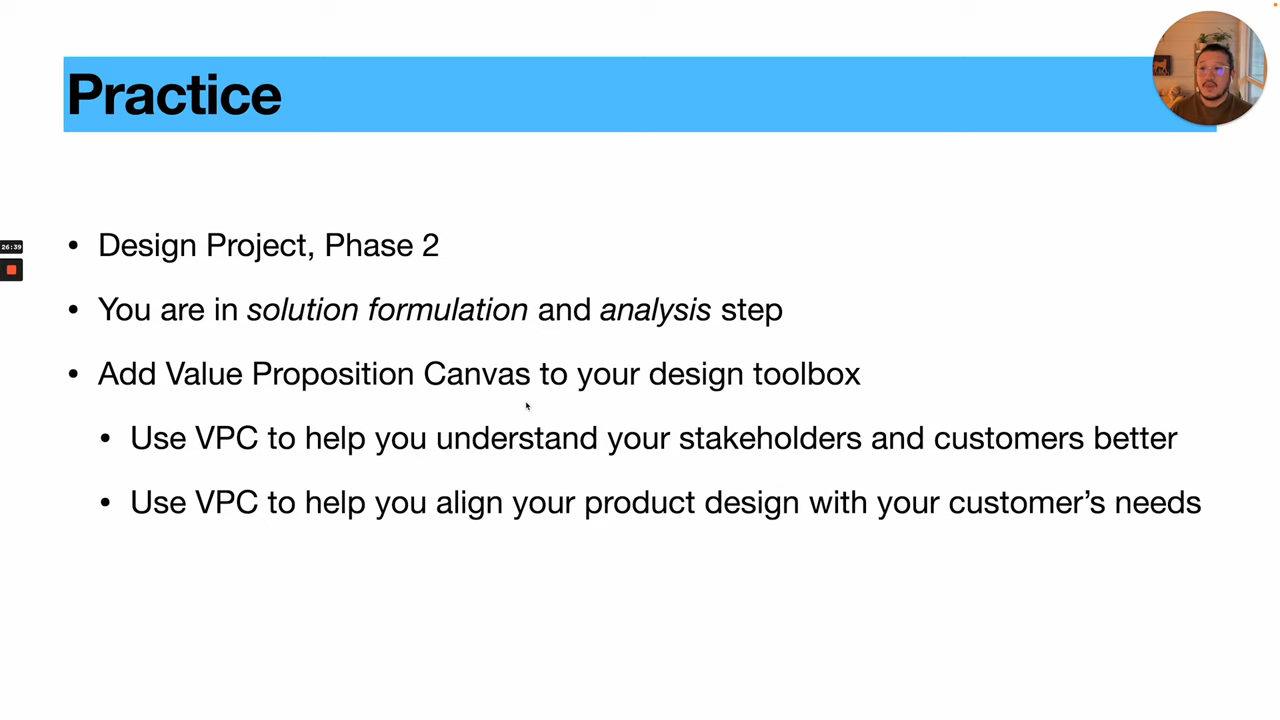 Practice
• Design Project, Phase 2
• You are in solution formulation and analysis step
26:39
• Add Value Proposition Canvas to your design toolbox
• Use VPC to help you understand your stakeholders and customers better
• Use VPC to help you align your product design with your customer’s needs